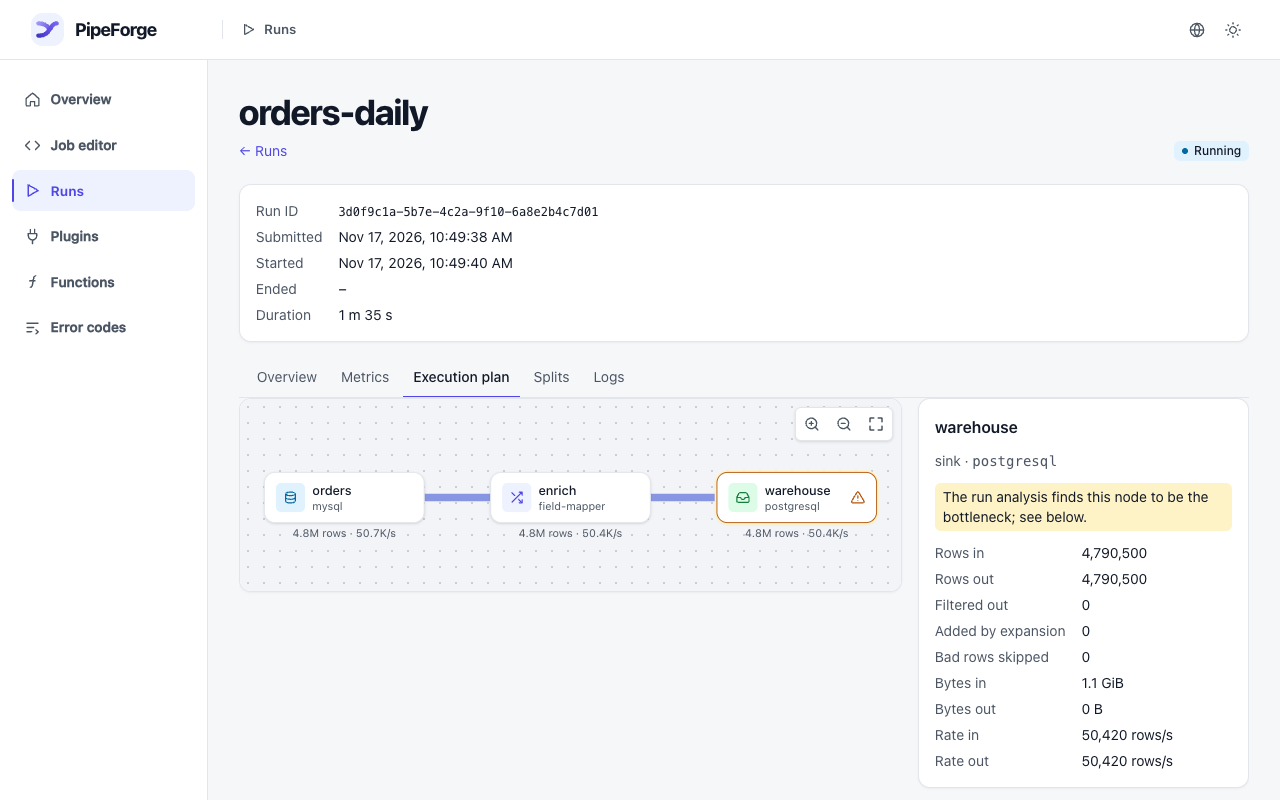 PipeForge
Runs
Overview
Job editor
Runs
Plugins
Functions
Error codes
orders-daily
← Runs
Running
Run ID 3d0f9c1a-5b7e-4c2a-9f10-6a8e2b4c7d01
Submitted Nov 17, 2026, 10:49:38 AM
Started Nov 17, 2026, 10:49:40 AM
Ended –
Duration 1 m 35 s
Overview Metrics Execution plan Splits Logs
orders
mysql
4.8M rows · 50.7K/s
enrich
field-mapper
4.8M rows · 50.4K/s
warehouse
postgresql
4.8M rows · 50.4K/s
warehouse
sink · postgresql
The run analysis finds this node to be the
bottleneck; see below.
Rows in 4,790,500
Rows out 4,790,500
Filtered out 0
Added by expansion 0
Bad rows skipped 0
Bytes in 1.1 GiB
Bytes out 0 B
Rate in 50,420 rows/s
Rate out 50,420 rows/s